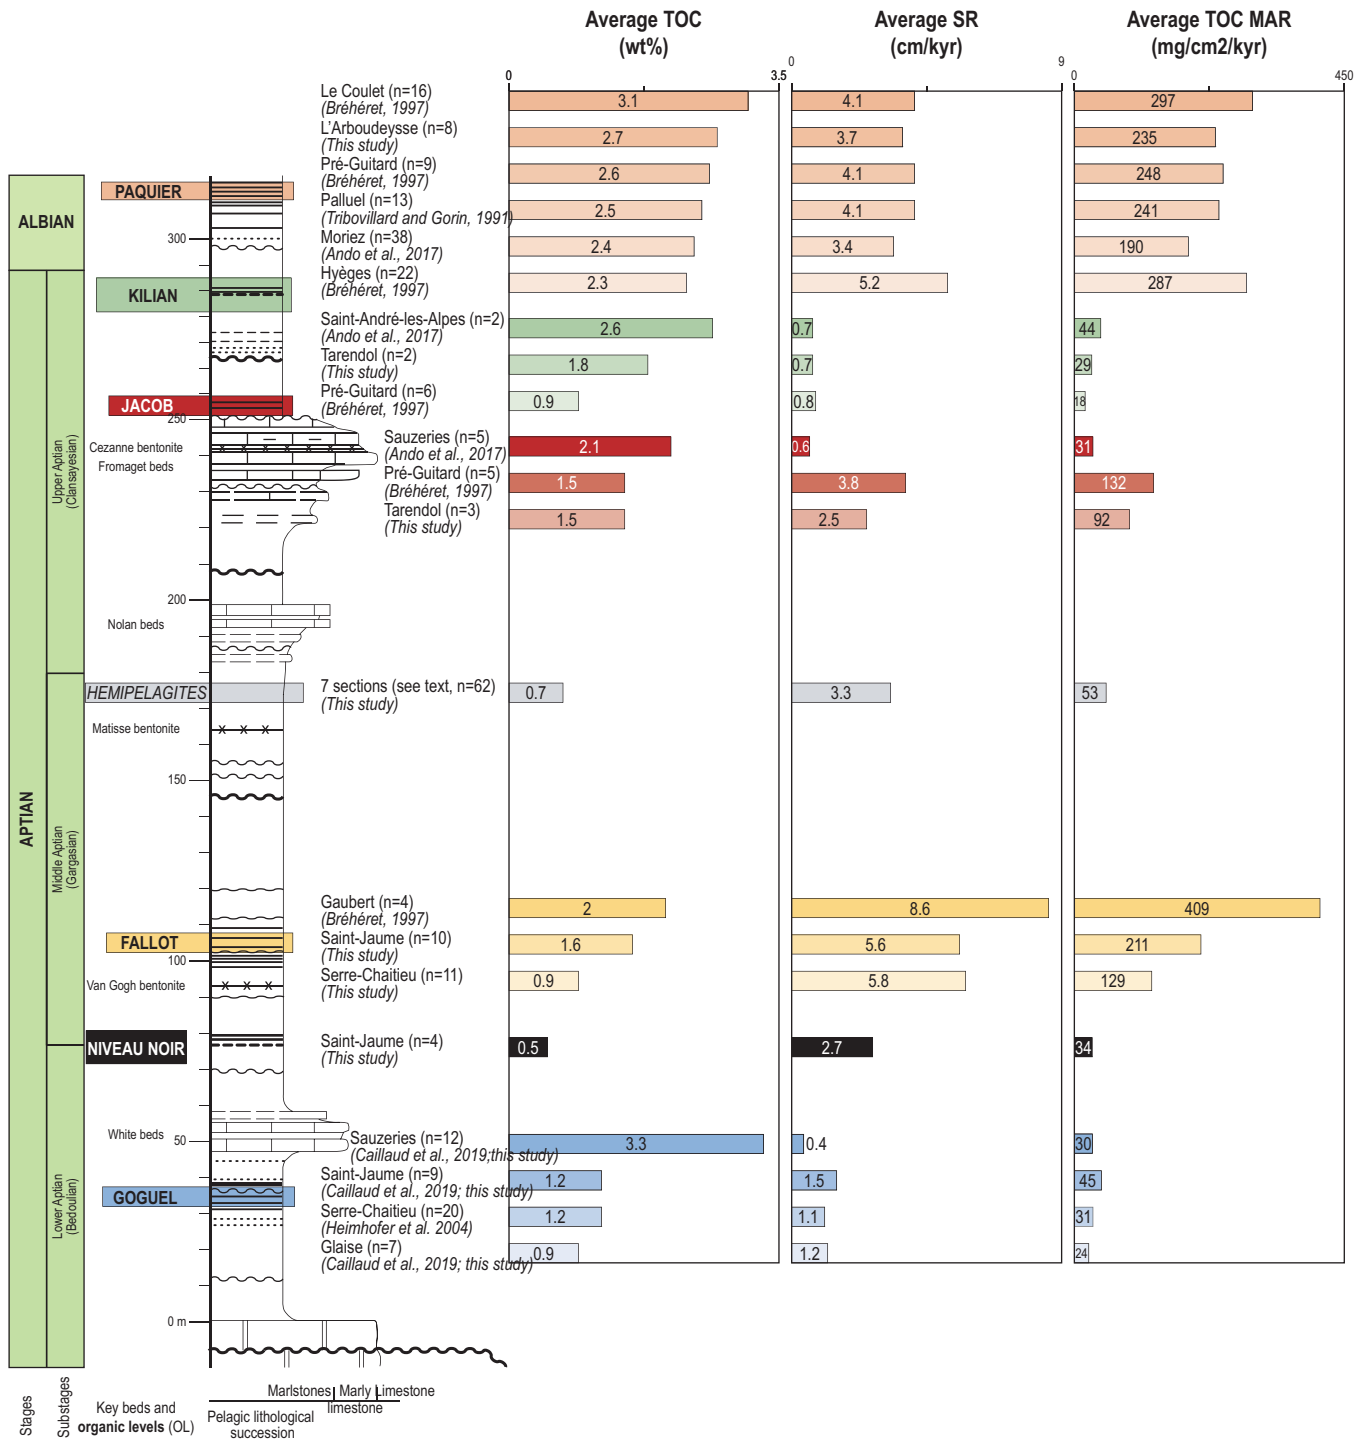 Average TOC
(wt%)
Average SR
(cm/kyr)
Average TOC MAR
(mg/cm2/kyr)
0
3.5
0
9
0
450
Le Coulet (n=16)
(Bréhéret, 1997)
3.1
4.1
297
L'Arboudeysse (n=8)
(This study)
2.7
3.7
235
Pré-Guitard (n=9)
(Bréhéret, 1997)
2.6
4.1
248
Palluel (n=13)
(Tribovillard and Gorin, 1991)
2.5
4.1
241
Moriez (n=38)
(Ando et al., 2017)
2.4
3.4
190
Hyèges (n=22)
(Bréhéret, 1997)
2.3
5.2
287
Saint-André-les-Alpes (n=2)
(Ando et al., 2017)
2.6
0.7
44
Tarendol (n=2)
(This study)
1.8
0.7
29
Pré-Guitard (n=6)
(Bréhéret, 1997)
0.9
0.8
18
Sauzeries (n=5)
(Ando et al., 2017)
2.1
0.6
31
Pré-Guitard (n=5)
(Bréhéret, 1997)
1.5
3.8
132
Tarendol (n=3)
(This study)
1.5
2.5
92
7 sections (see text, n=62)
(This study)
0.7
3.3
53
Gaubert (n=4)
(Bréhéret, 1997)
2
8.6
409
Saint-Jaume (n=10)
(This study)
1.6
5.6
211
Serre-Chaitieu (n=11)
(This study)
0.9
5.8
129
Saint-Jaume (n=4)
(This study)
0.5
2.7
34
Sauzeries (n=12)
(Caillaud et al., 2019;this study)
3.3
0.4
30
Saint-Jaume (n=9)
(Caillaud et al., 2019; this study)
1.2
1.5
45
Serre-Chaitieu (n=20)
(Heimhofer et al. 2004)
1.2
1.1
31
Glaise (n=7)
(Caillaud et al., 2019; this study)
0.9
1.2
24
ALBIAN
APTIAN
Upper Aptian
(Clansayesian)
Middle Aptian
(Gargasian)
Lower Aptian
(Bedoulian)
PAQUIER
300
KILIAN
JACOB
250
Cezanne bentonite
x x x x x x x
Fromaget beds
200
Nolan beds
HEMIPELAGITES
Matisse bentonite
x x x
150
FALLOT
100
Van Gogh bentonite
x x x
NIVEAU NOIR
White beds
50
GOGUEL
0 m
Stages
Substages
Key beds and
organic levels (OL)
Marlstones
Marly
limestone
Limestone
Pelagic lithological
succession